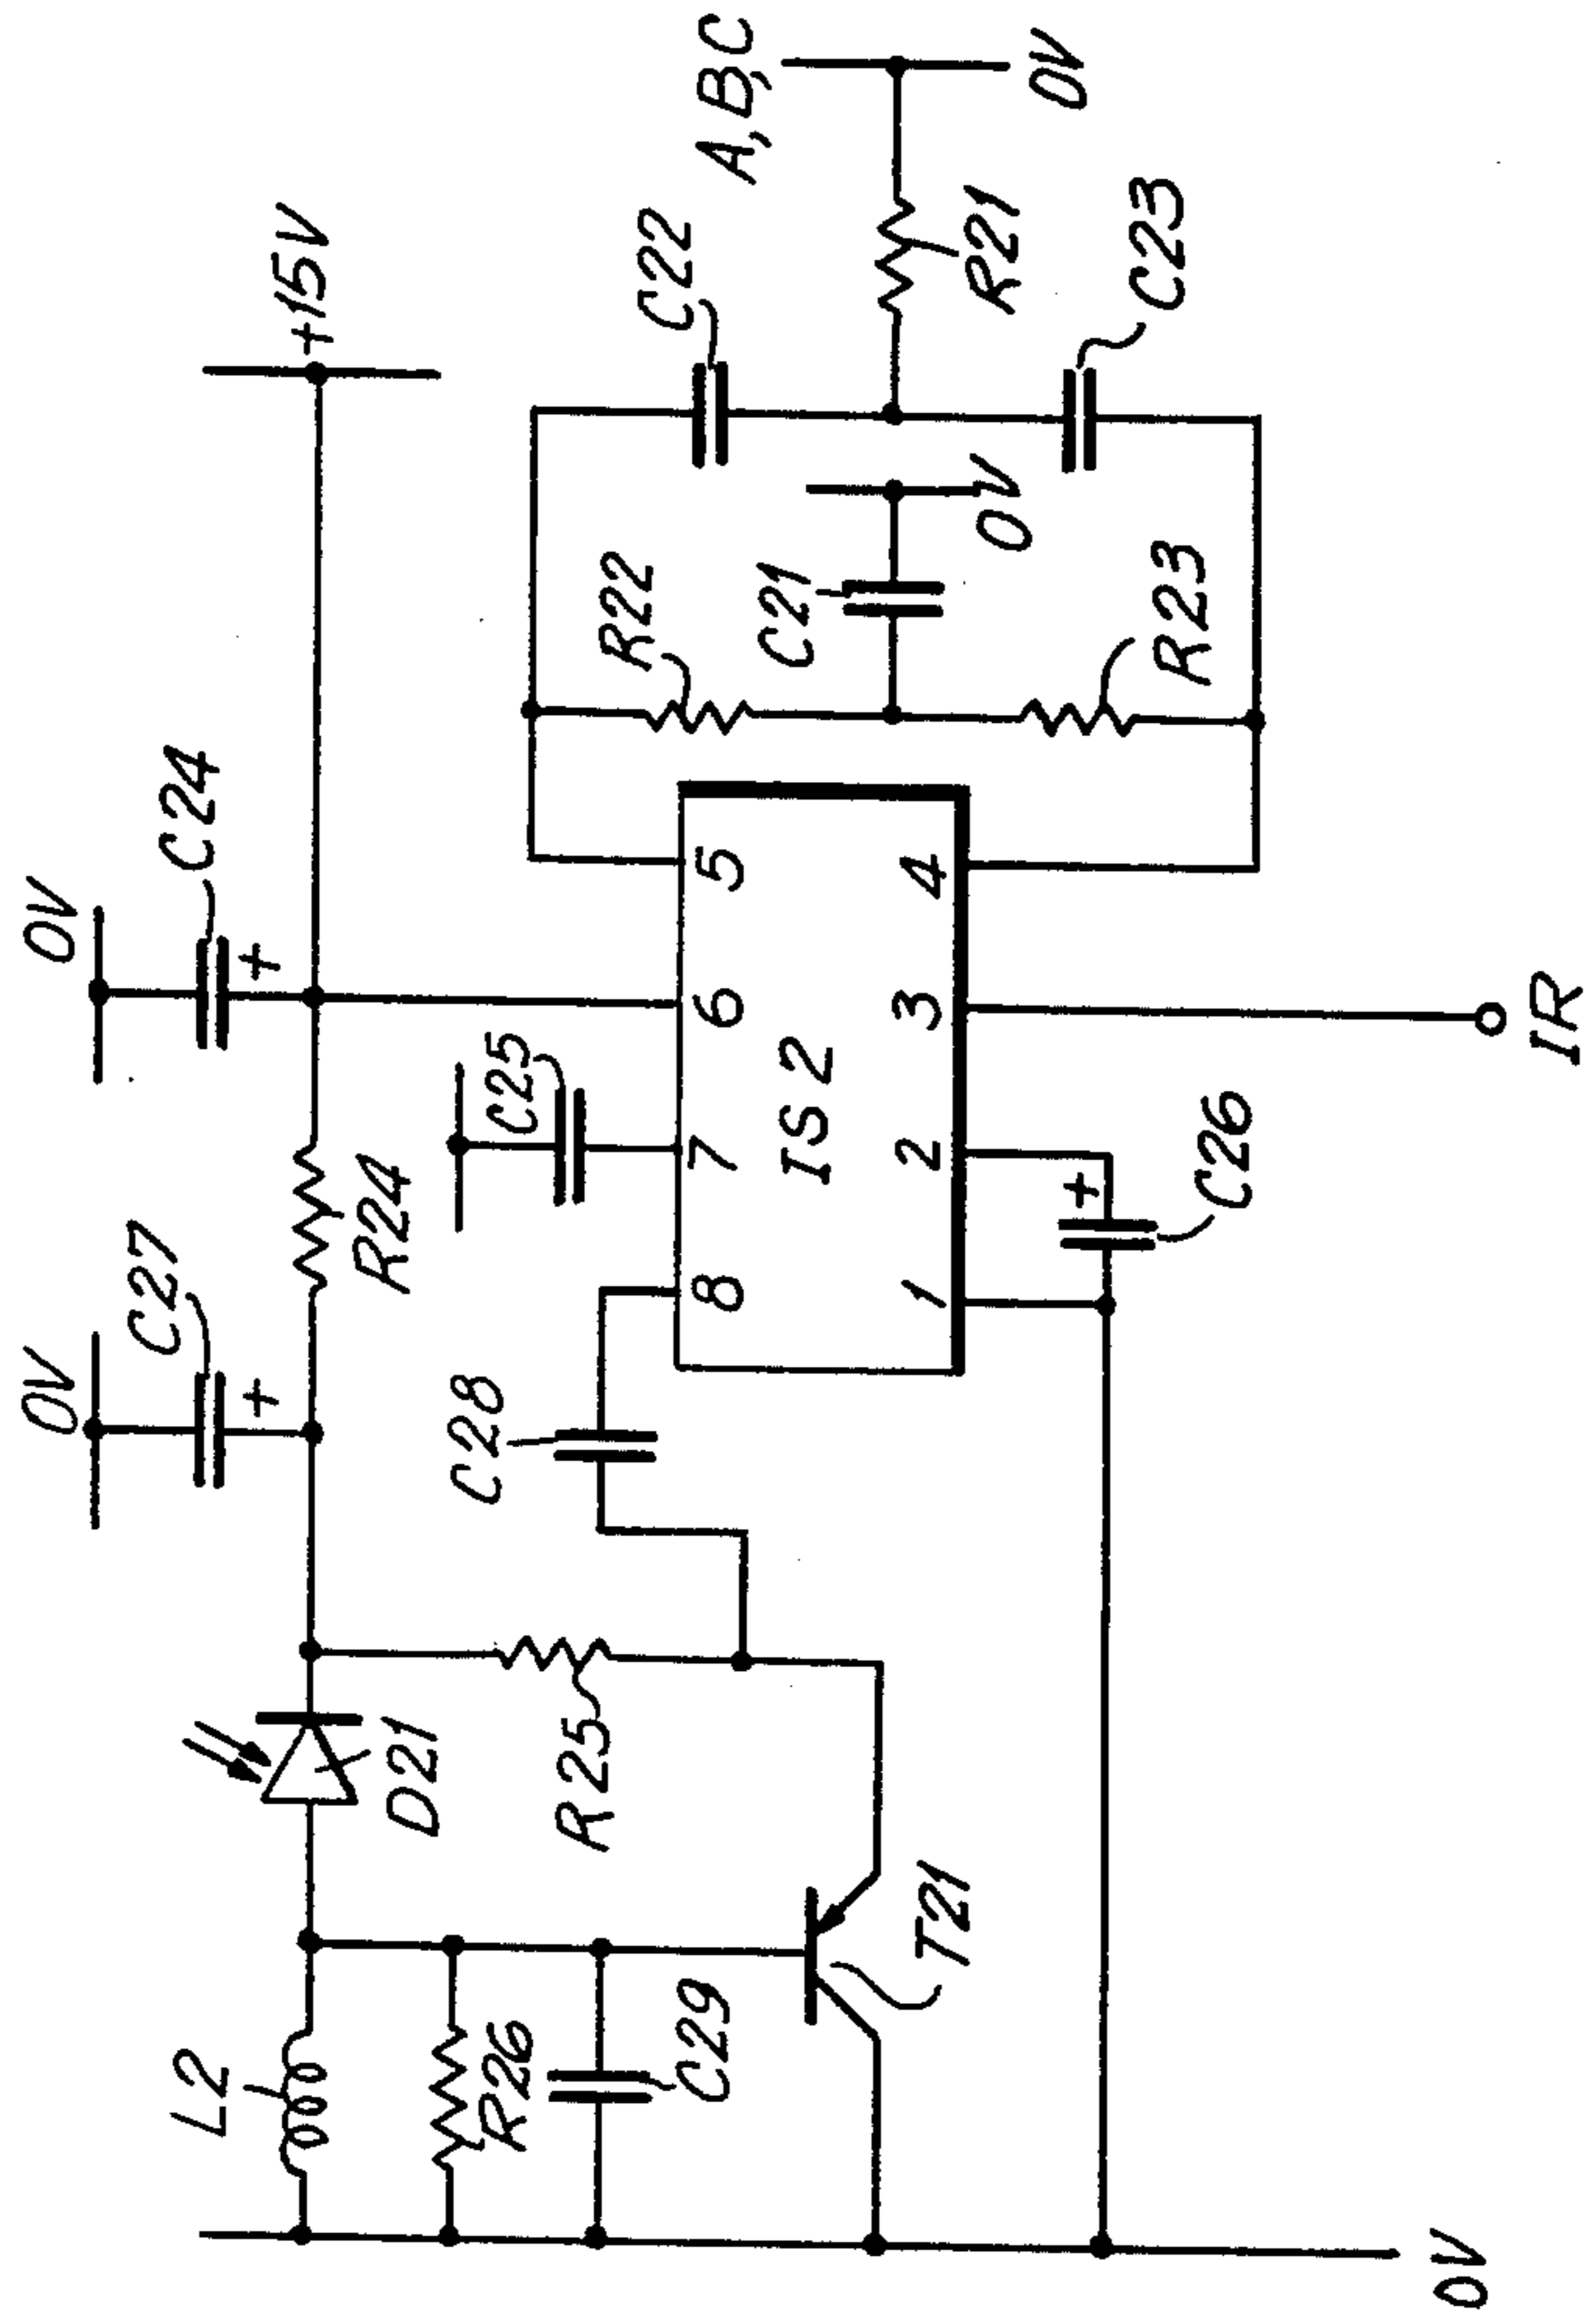 0V
C27
0V
C24
+
+
+15V
L2
D21
R24
C25
R26
C29
R25
C28
8
7
6
5
IS2
1
2
3
4
T21
+
C26
IR
R22
C21
0V
R23
C22
C23
R21
A,B,C
0V
0V